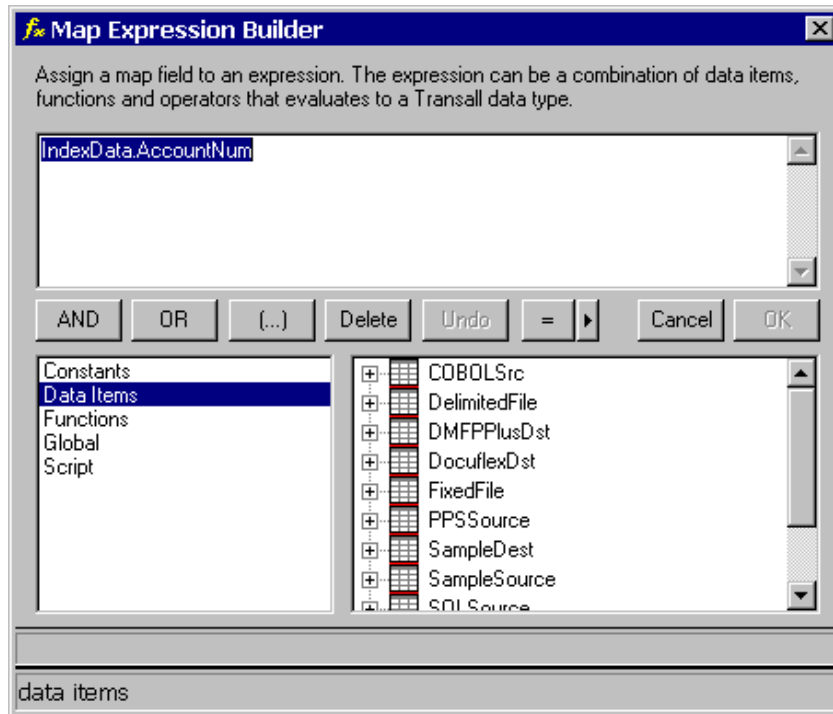 fx Map Expression Builder
Assign a map field to an expression. The expression can be a combination of data items,
functions and operators that evaluates to a Transall data type.
IndexData.AccountNum
AND OR (...) Delete Undo = Cancel OK
Constants
Data Items
Functions
Global
Script
COBOLSrc
DelimitedFile
DMFPPlusDst
DocuflexDst
FixedFile
PPSSource
SampleDest
SampleSource
SQLSource
data items